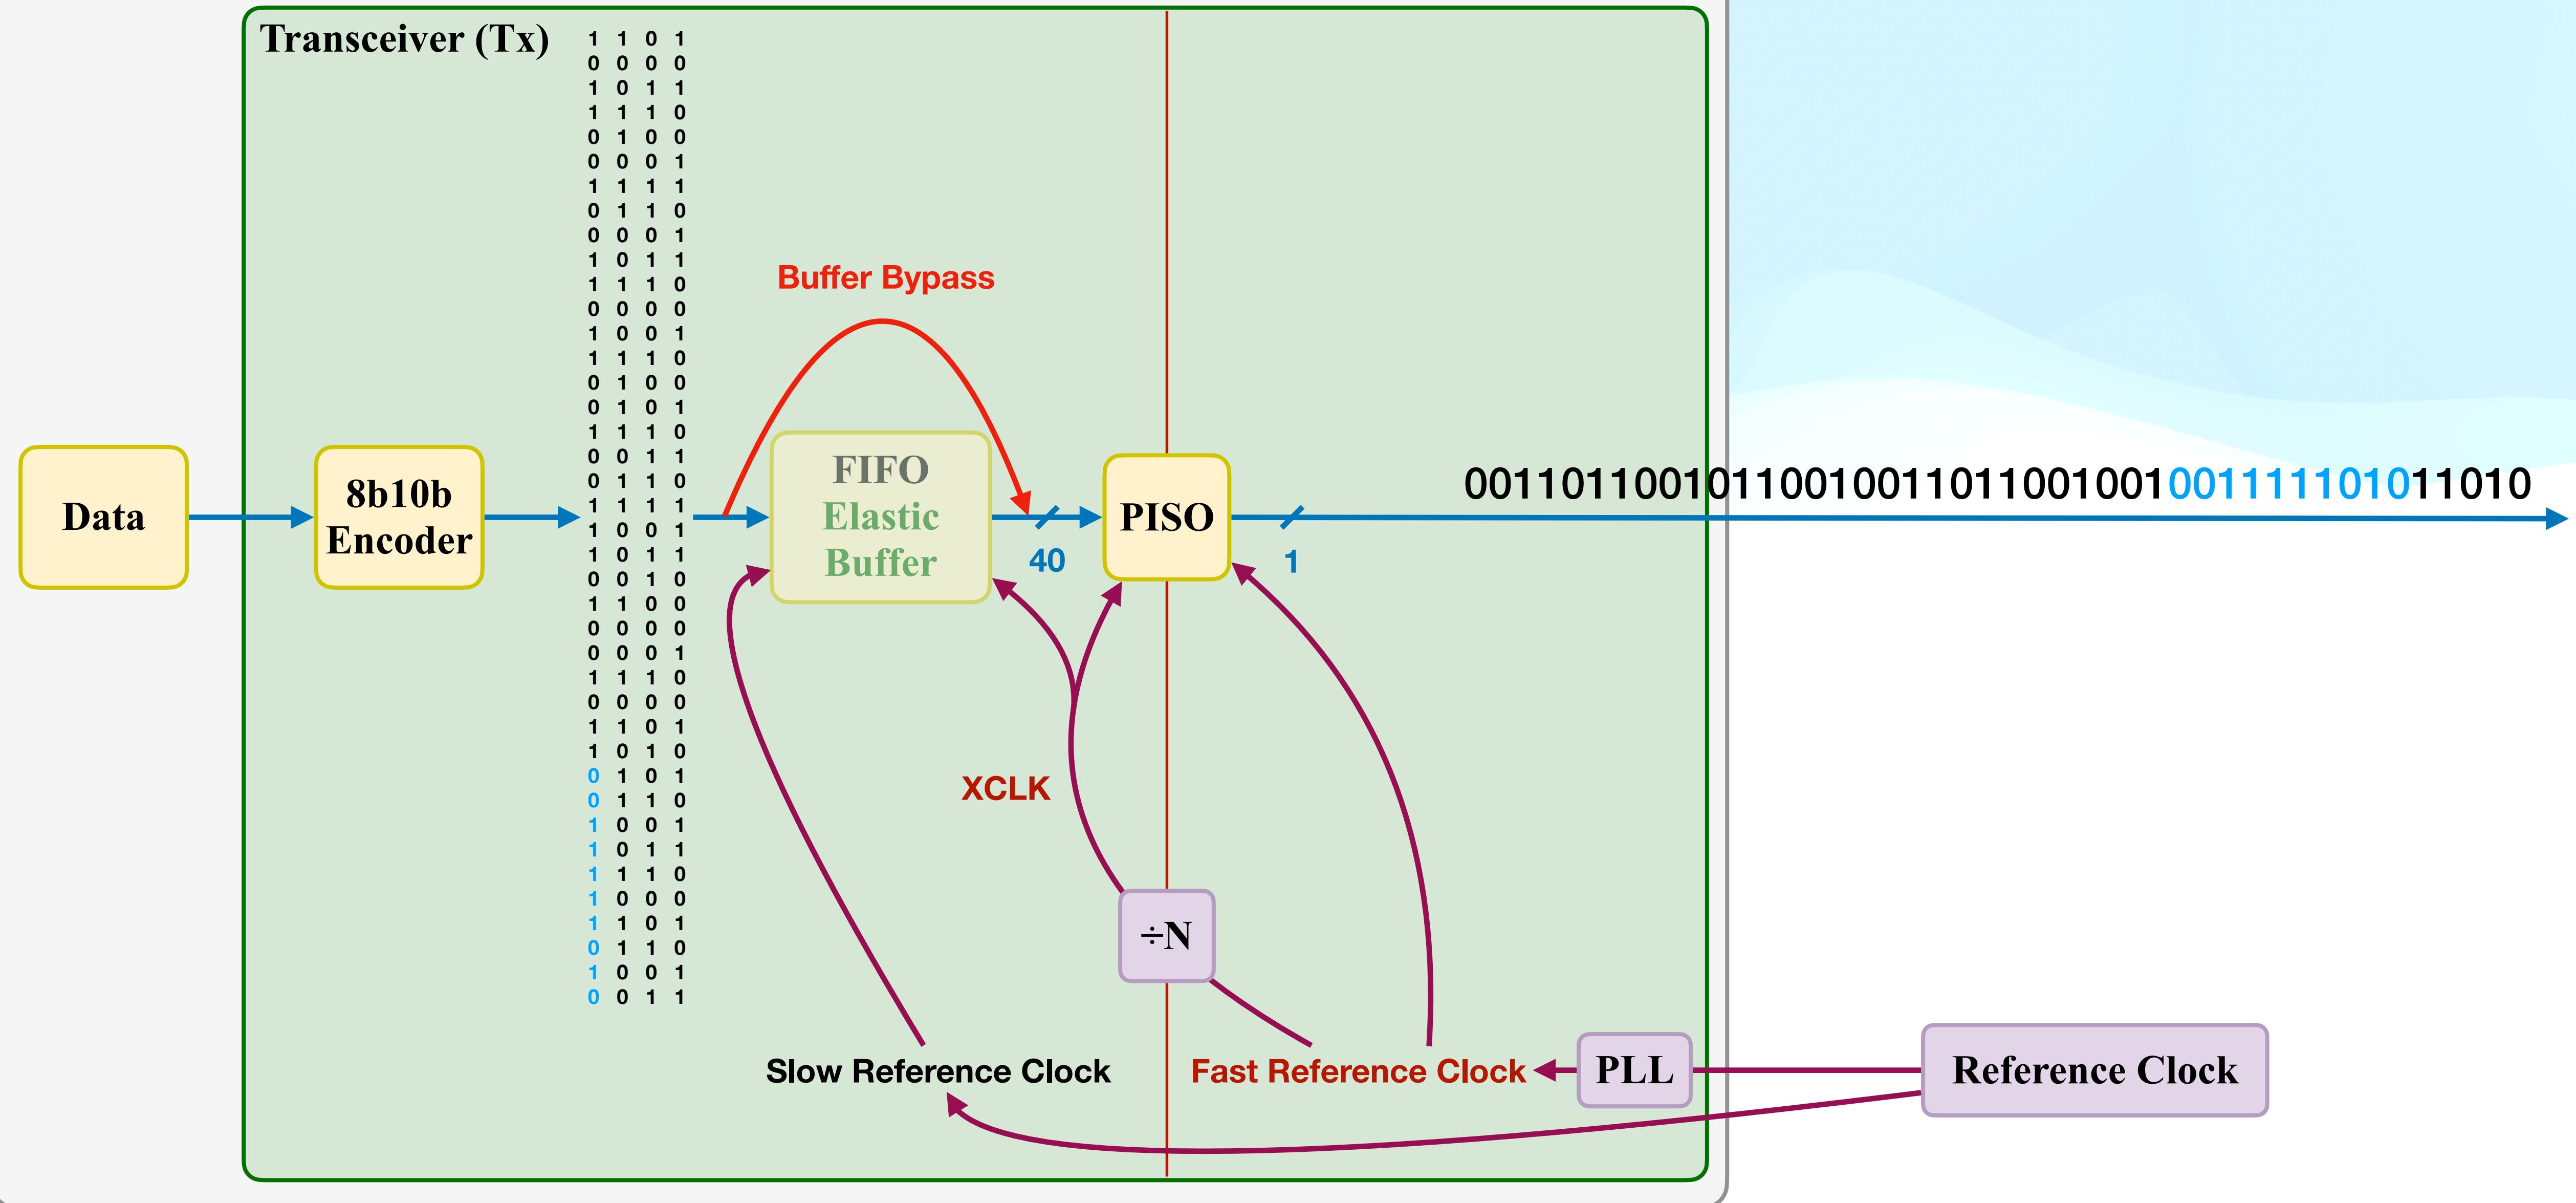 Transceiver (Tx)
1 1 0 1
0 0 0 0
1 0 1 1
1 1 1 0
0 1 0 0
0 0 0 1
1 1 1 1
0 1 1 0
0 0 0 1
1 0 1 1
1 1 1 0
0 0 0 0
1 0 0 1
1 1 1 0
0 1 0 0
0 1 0 1
1 1 1 0
0 0 1 1
0 1 1 0
1 1 1 1
1 0 0 1
1 0 1 1
0 0 1 0
1 1 0 0
0 0 0 0
0 0 0 1
1 1 1 0
0 0 0 0
1 1 0 1
1 0 1 0
0 1 0 1
0 1 1 0
1 0 0 1
1 0 1 1
1 1 1 0
1 0 0 0
1 1 0 1
0 1 1 0
1 0 0 1
0 0 1 1
Buffer Bypass
Data
8b10b
Encoder
FIFO
Elastic
Buffer
40
PISO
1
00110110010110010011011001001001111101011010
XCLK
÷N
Slow Reference Clock
Fast Reference Clock
PLL
Reference Clock